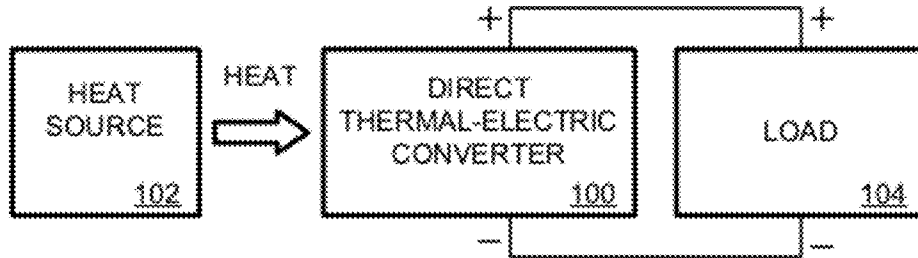 + +
HEAT
SOURCE
102
HEAT
DIRECT
THERMAL-ELECTRIC
CONVERTER
100
LOAD
104
− −